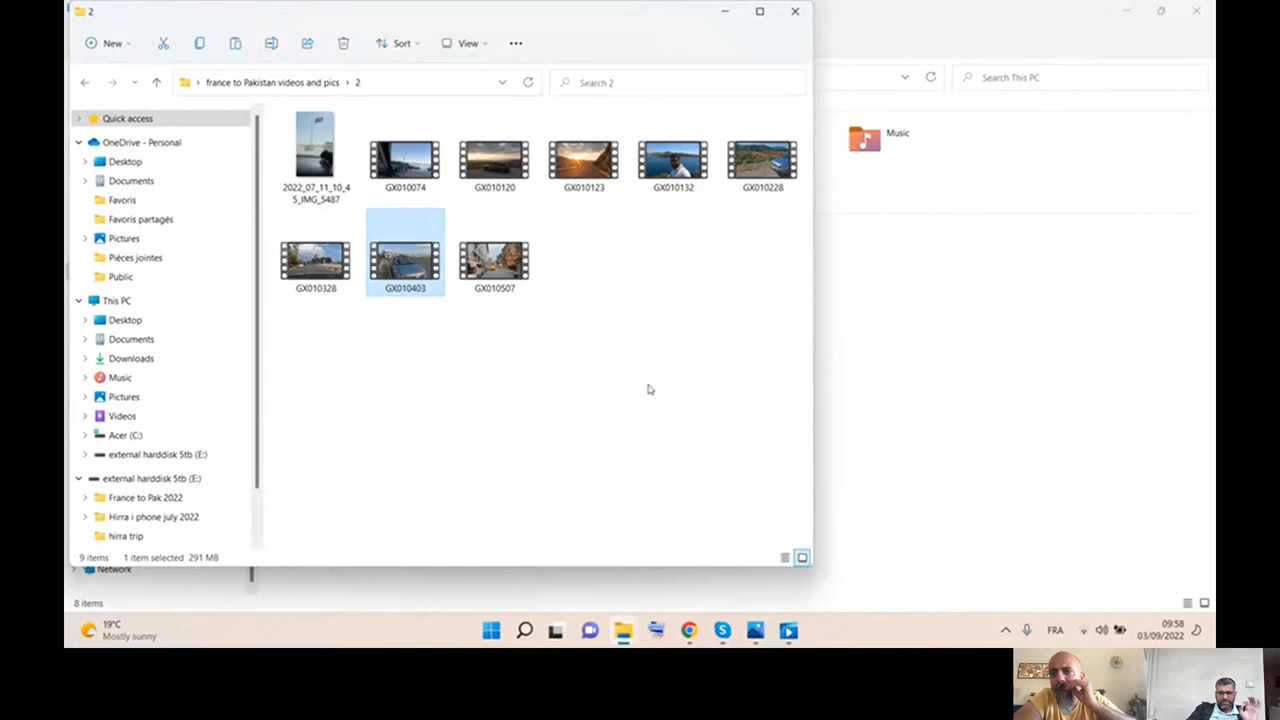 2
New
Sort
View
france to Pakistan videos and pics > 2
Search 2
Search This PC
Quick access
OneDrive - Personal
Desktop
Documents
Favoris
Favoris partagés
Pictures
Pièces jointes
Public
This PC
Desktop
Documents
Downloads
Music
Pictures
Videos
Acer (C:)
external harddisk 5tb (E:)
external harddisk 5tb (E:)
France to Pak 2022
Hirra i phone july 2022
hirra trip
Network
2022_07_11_10_4
5_IMG_5487
GX010074
GX010120
GX010123
GX010132
GX010228
GX010328
GX010403
GX010507
Music
9 items 1 item selected 291 MB
8 items
19°C
Mostly sunny
FRA
09:58
03/09/2022